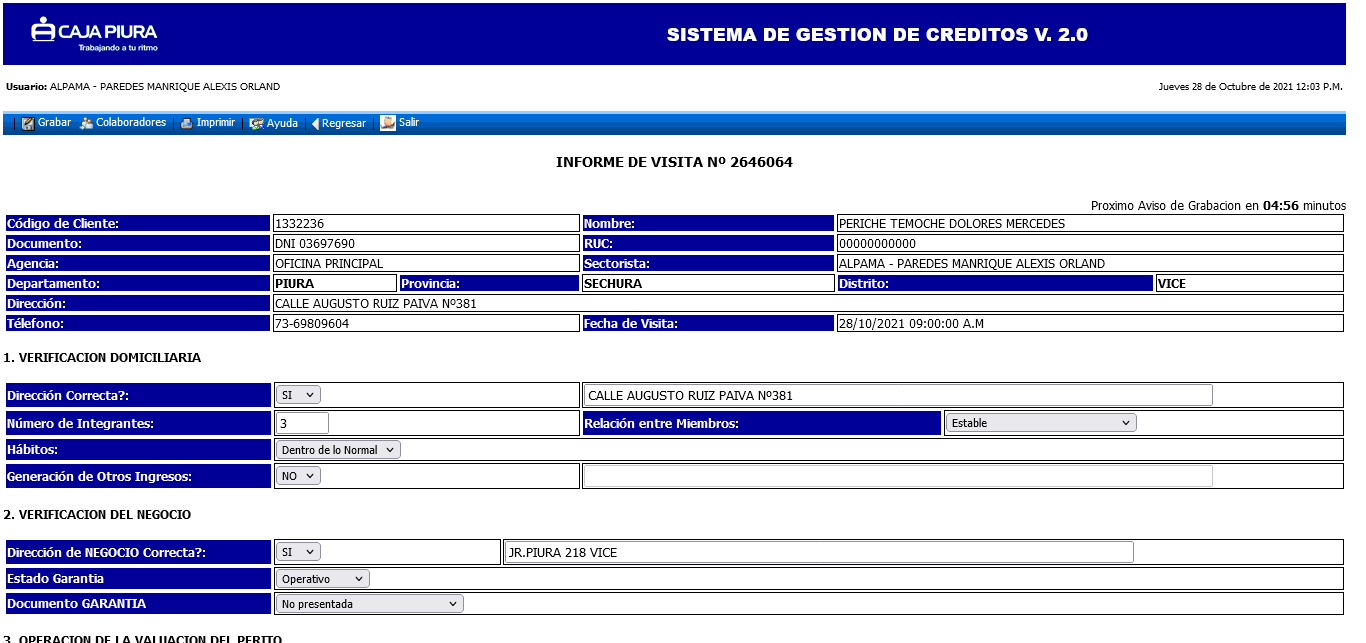 CAJA PIURA
Trabajando a tu ritmo
SISTEMA DE GESTION DE CREDITOS V. 2.0
Usuario: ALPAMA - PAREDES MANRIQUE ALEXIS ORLAND
Jueves 28 de Octubre de 2021 12:03 P.M.
Grabar Colaboradores Imprimir Ayuda Regresar Salir
INFORME DE VISITA Nº 2646064
Proximo Aviso de Grabacion en 04:56 minutos
Código de Cliente: 1332236 Nombre: PERICHE TEMOCHE DOLORES MERCEDES
Documento: DNI 03697690 RUC: 00000000000
Agencia: OFICINA PRINCIPAL Sectorista: ALPAMA - PAREDES MANRIQUE ALEXIS ORLAND
Departamento: PIURA Provincia: SECHURA Distrito: VICE
Dirección: CALLE AUGUSTO RUIZ PAIVA Nº381
Télefono: 73-69809604 Fecha de Visita: 28/10/2021 09:00:00 A.M
1. VERIFICACION DOMICILIARIA
Dirección Correcta?: SI CALLE AUGUSTO RUIZ PAIVA Nº381
Número de Integrantes: 3 Relación entre Miembros: Estable
Hábitos: Dentro de lo Normal
Generación de Otros Ingresos: NO
2. VERIFICACION DEL NEGOCIO
Dirección de NEGOCIO Correcta?: SI JR.PIURA 218 VICE
Estado Garantia Operativo
Documento GARANTIA No presentada
3. OPERACION DE LA VALUACION DEL PERITO